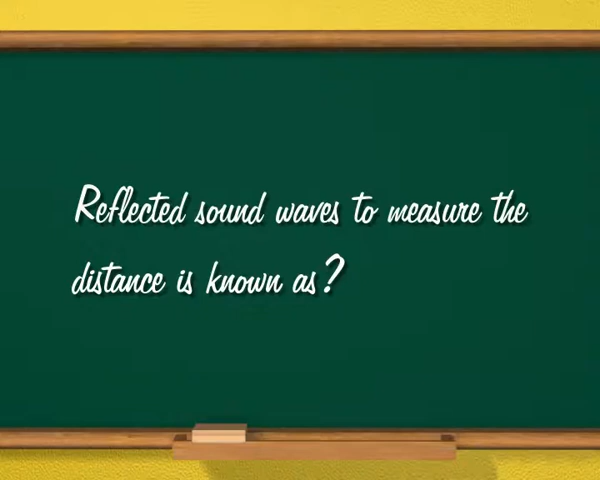 Reflected sound waves to measure the
distance is known as?